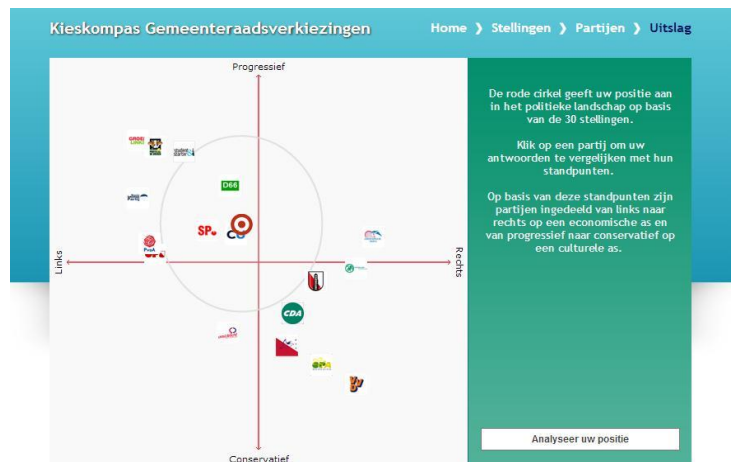 Kieskompas Gemeenteraadsverkiezingen
Home ❯ Stellingen ❯ Partijen ❯ Uitslag
Progressief
De rode cirkel geeft uw positie aan
in het politieke landschap op basis
van de 30 stellingen.
Klik op een partij om uw
antwoorden te vergelijken met hun
standpunten.
Op basis van deze standpunten zijn
partijen ingedeeld van links naar
rechts op een economische as en
van progressief naar conservatief op
een culturele as.
D66
SP.
PvdA
Links
Rechts
CDA
VVD
Analyseer uw positie
Conservatief